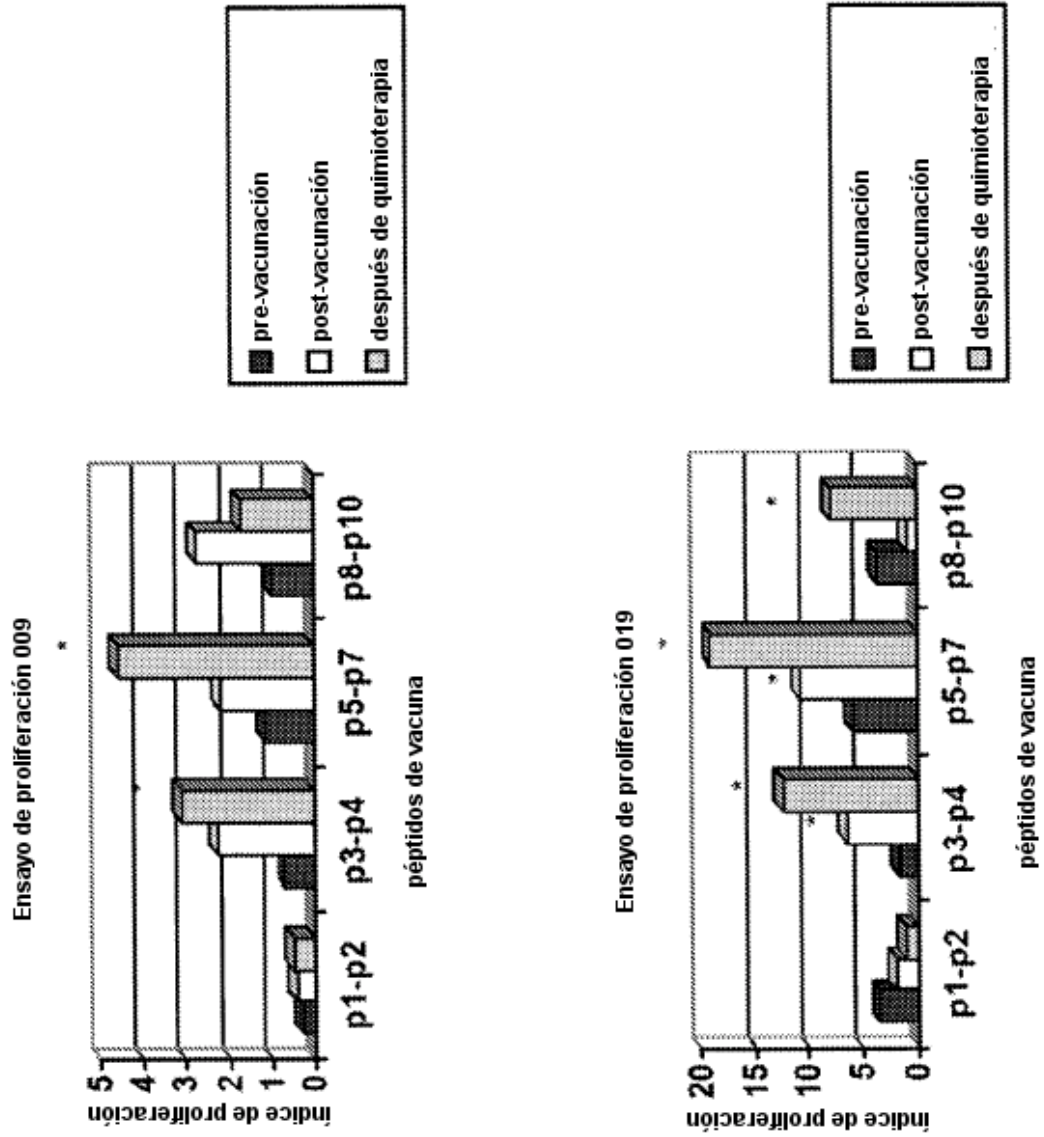 Ensayo de proliferación 009
índice de proliferación
5
4
3
2
1
0
*
p1-p2
p3-p4
p5-p7
p8-p10
péptidos de vacuna
pre-vacunación
post-vacunación
después de quimioterapia
Ensayo de proliferación 019
índice de proliferación
20
15
10
5
0
*
*
*
*
*
p1-p2
p3-p4
p5-p7
p8-p10
péptidos de vacuna
pre-vacunación
post-vacunación
después de quimioterapia